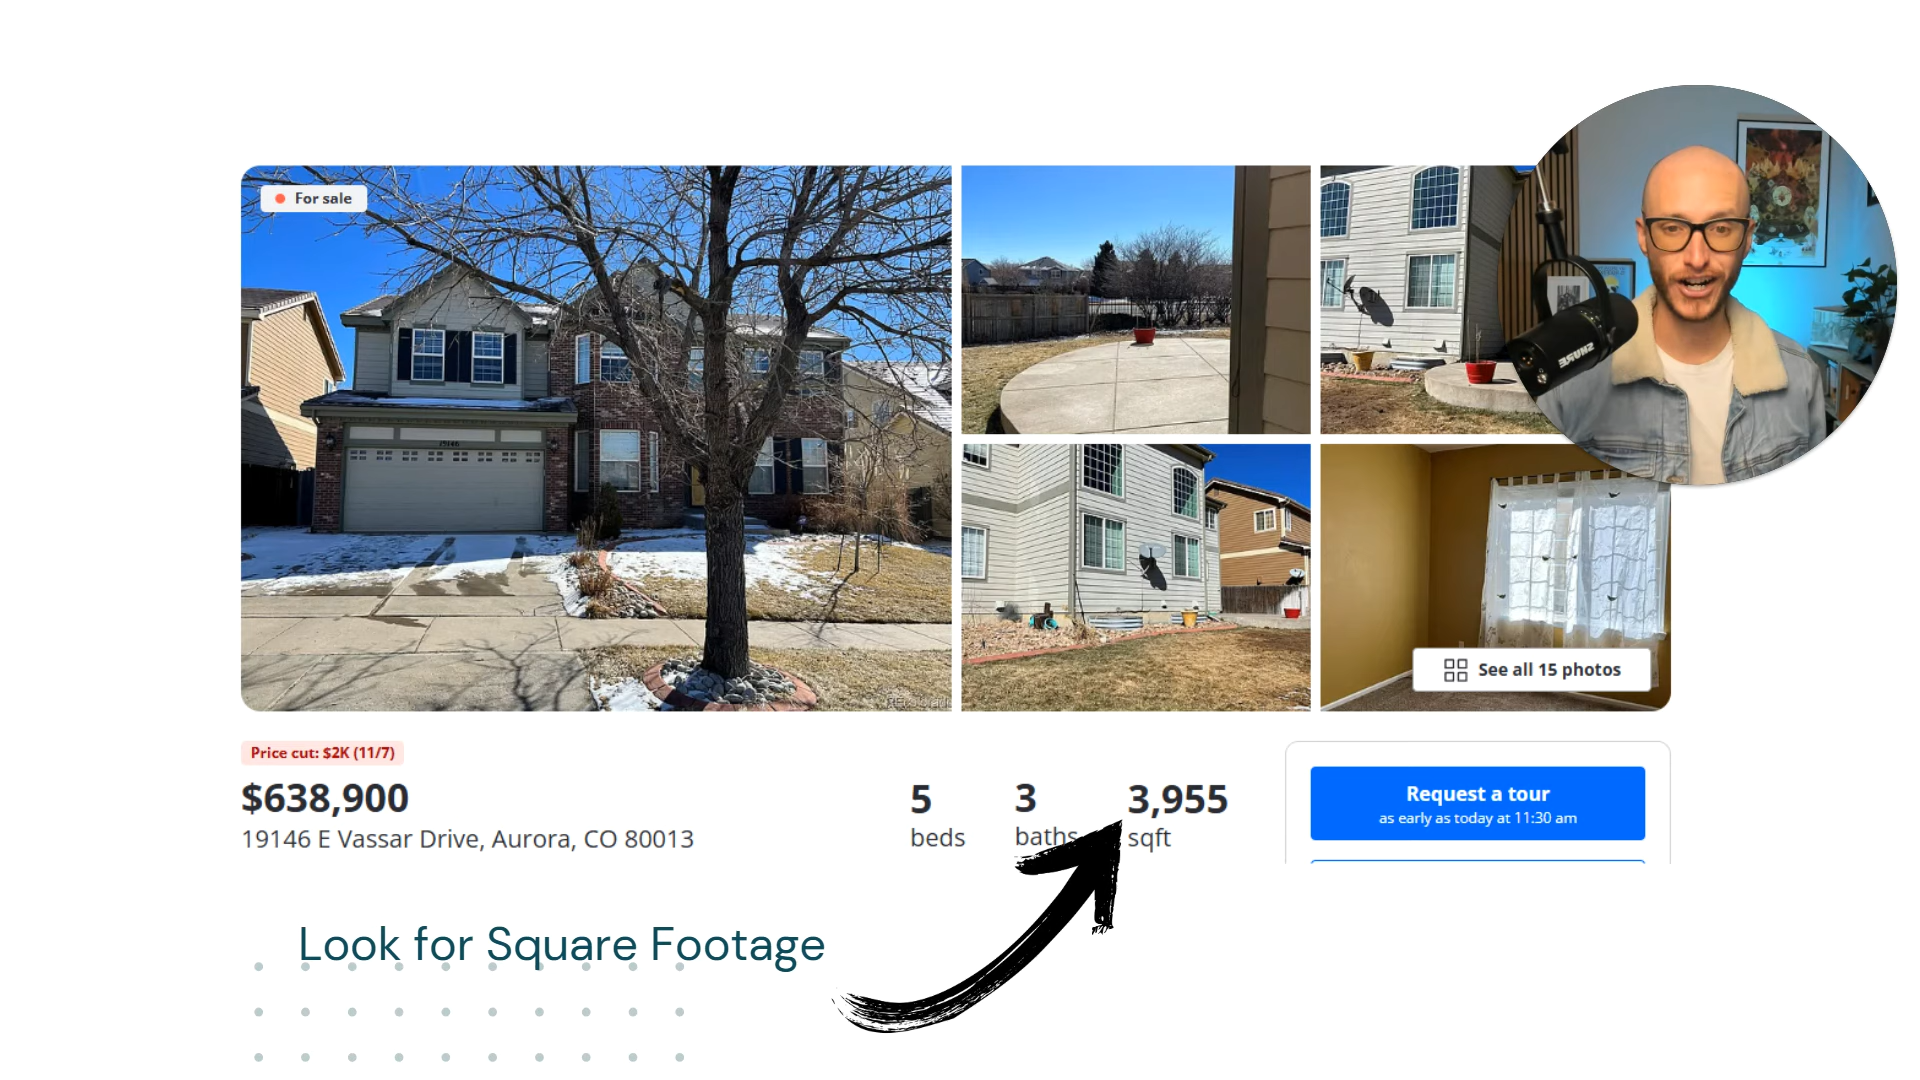 For sale
19146
SHURE
See all 15 photos
Price cut: $2K (11/7)
$638,900
19146 E Vassar Drive, Aurora, CO 80013
5
beds
3
baths
3,955
sqft
Request a tour
as early as today at 11:30 am
Look for Square Footage